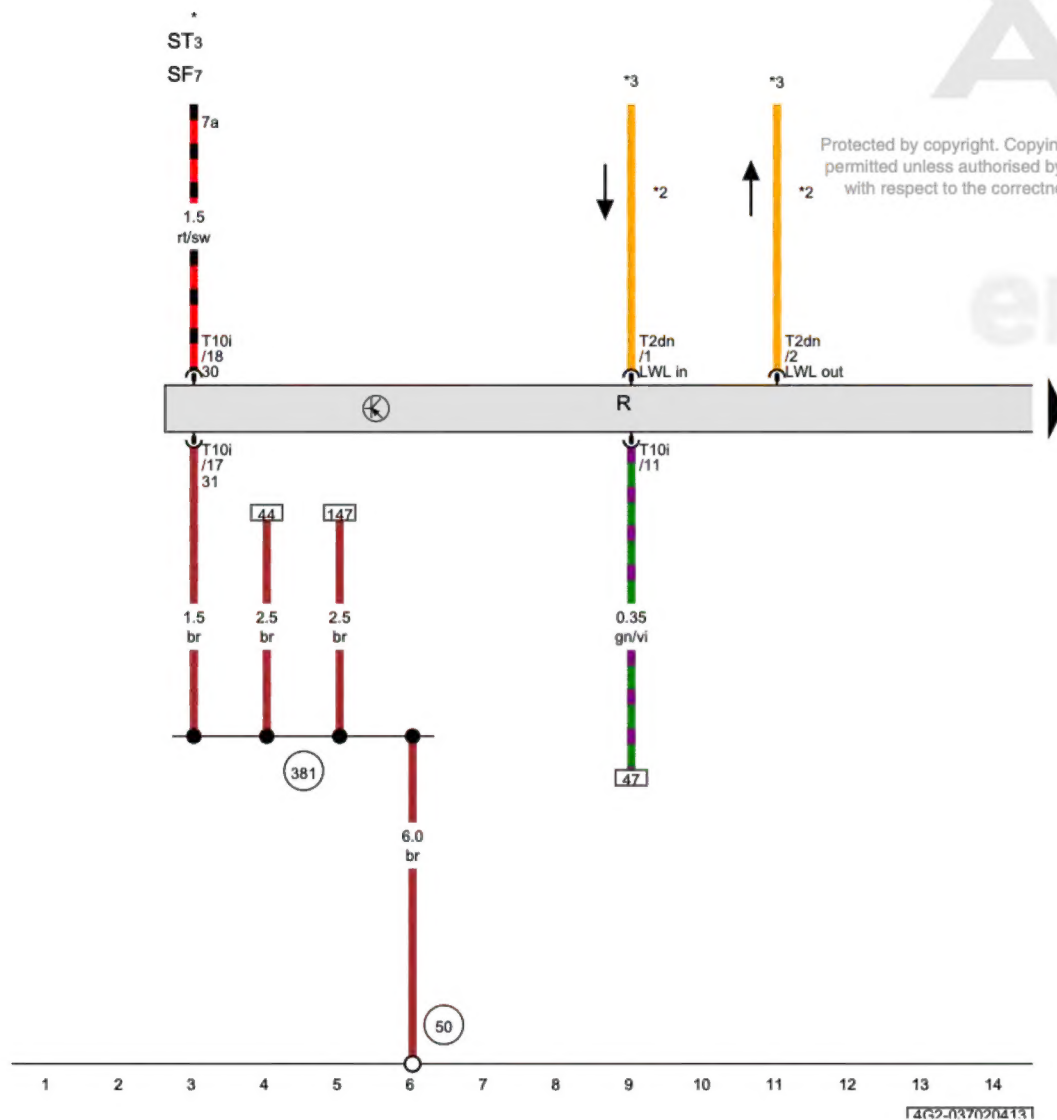 *
ST3
SF7
7a
1.5
rt/sw
T10i
/18
30
*3
*2
T2dn
/1
LWL in
*3
*2
T2dn
/2
LWL out
Protected by copyright. Copyin
permitted unless authorised by
with respect to the correctne
A
er
R
T10i
/17
31
T10i
/11
44
147
1.5
br
2.5
br
2.5
br
0.35
gn/vi
47
381
6.0
br
50
1 2 3 4 5 6 7 8 9 10 11 12 13 14
4G2-037020413